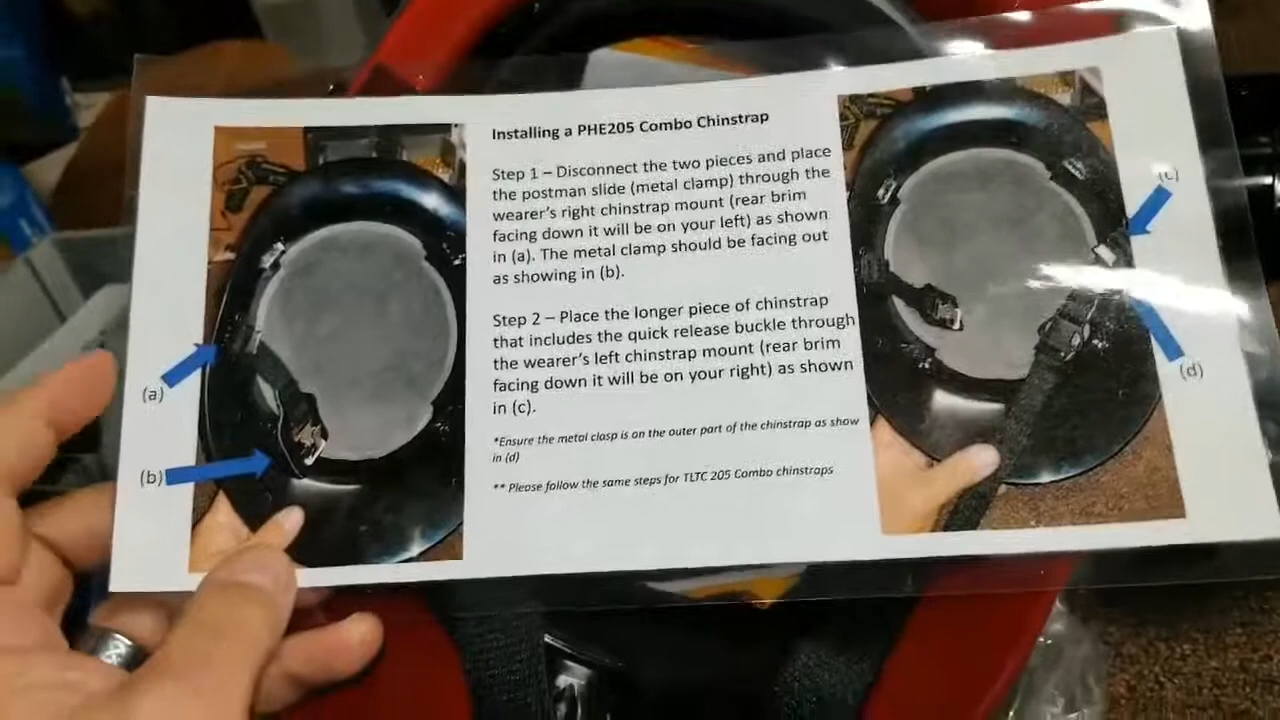 Installing a PHE205 Combo Chinstrap
Step 1 – Disconnect the two pieces and place
the postman slide (metal clamp) through the
wearer's right chinstrap mount (rear brim
facing down it will be on your left) as shown
in (a). The metal clamp should be facing out
as showing in (b).
Step 2 – Place the longer piece of chinstrap
that includes the quick release buckle through
the wearer's left chinstrap mount (rear brim
facing down it will be on your right) as shown
in (c).
*Ensure the metal clasp is on the outer part of the chinstrap as show
in (d)
** Please follow the same steps for TLTC 205 Combo chinstraps
(a)
(b)
(c)
(d)